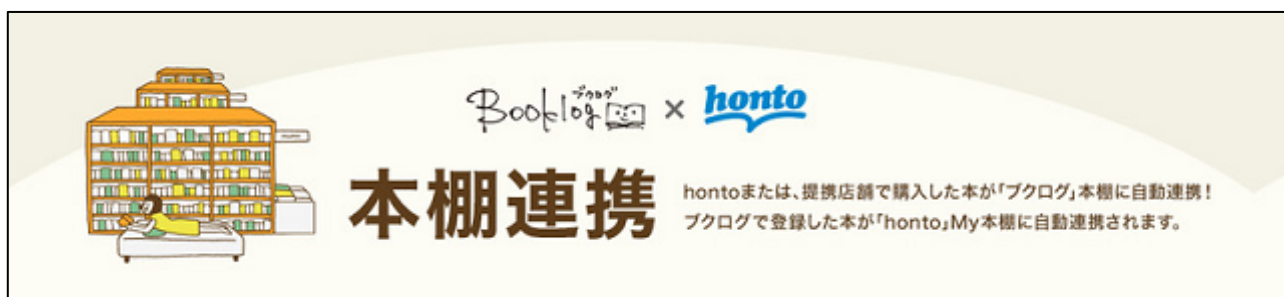 Booklog ブクログ × honto
本棚連携
hontoまたは、提携店舗で購入した本が「ブクログ」本棚に自動連携!
ブクログで登録した本が「honto」My本棚に自動連携されます。